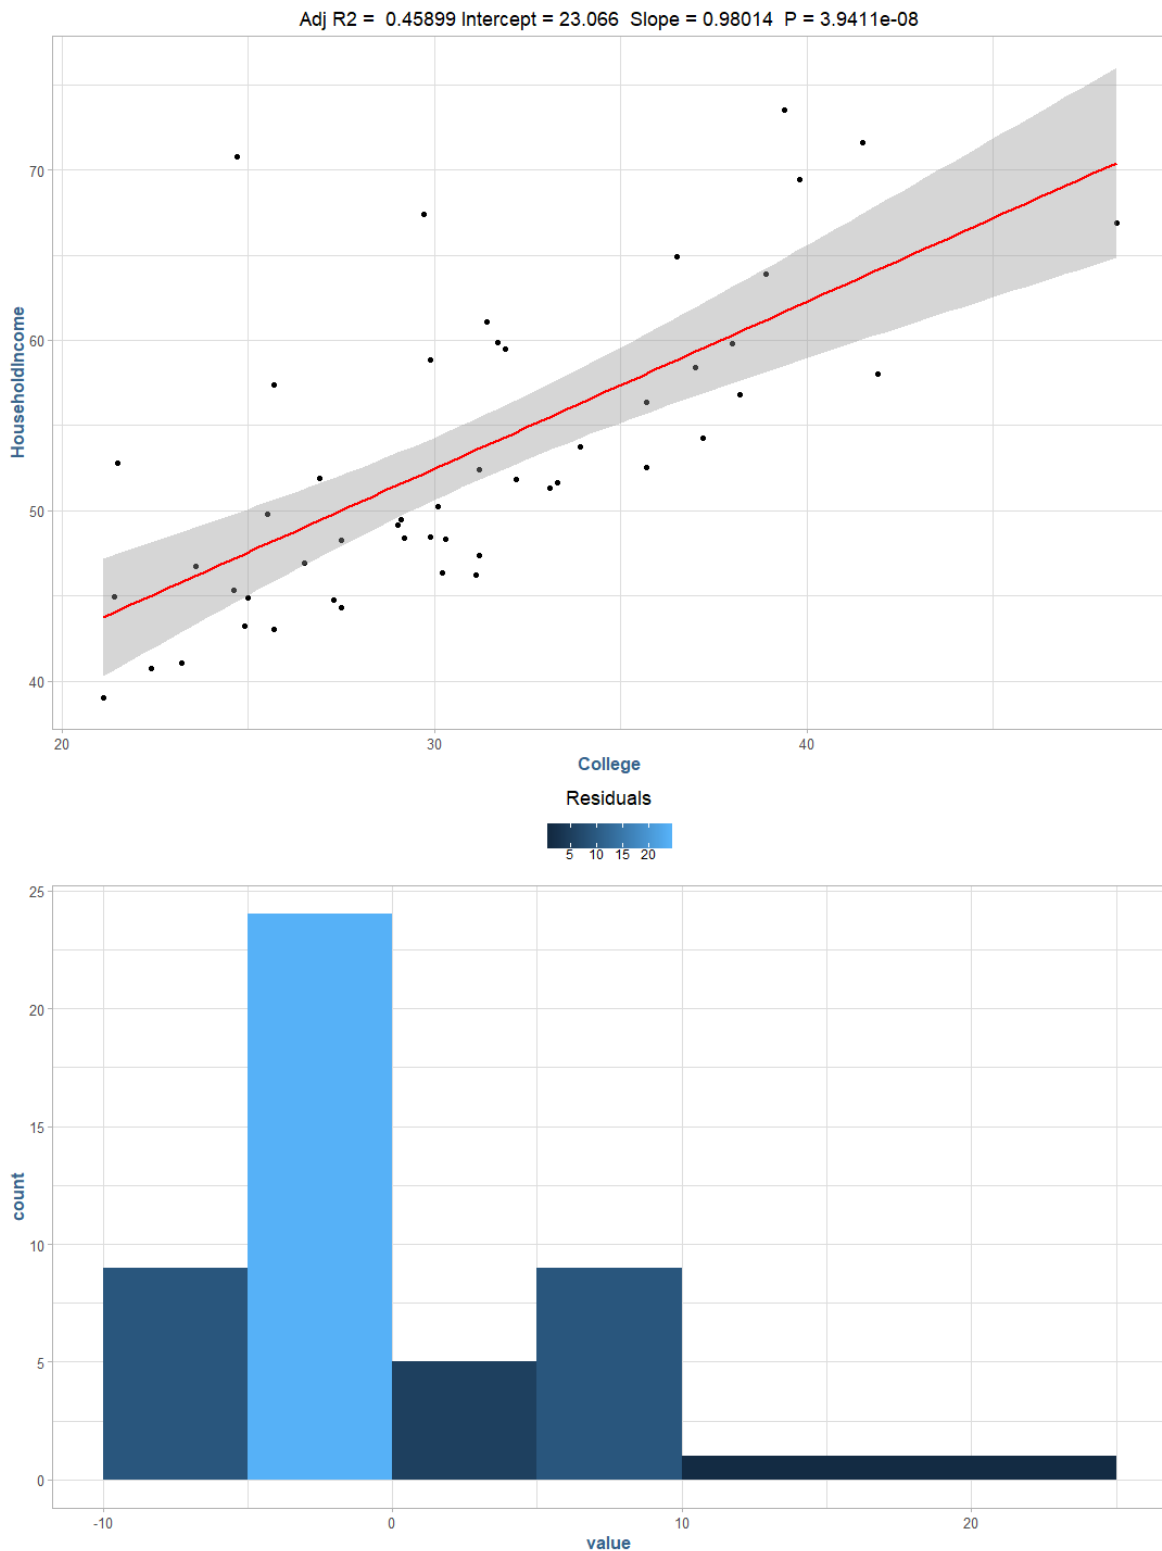 Adj R2 =  0.45899 Intercept = 23.066  Slope = 0.98014  P = 3.9411e-08
HouseholdIncome
70
60
50
40
20 30 40
College
Residuals
5 10 15 20
count
25
20
15
10
5
0
-10 0 10 20
value